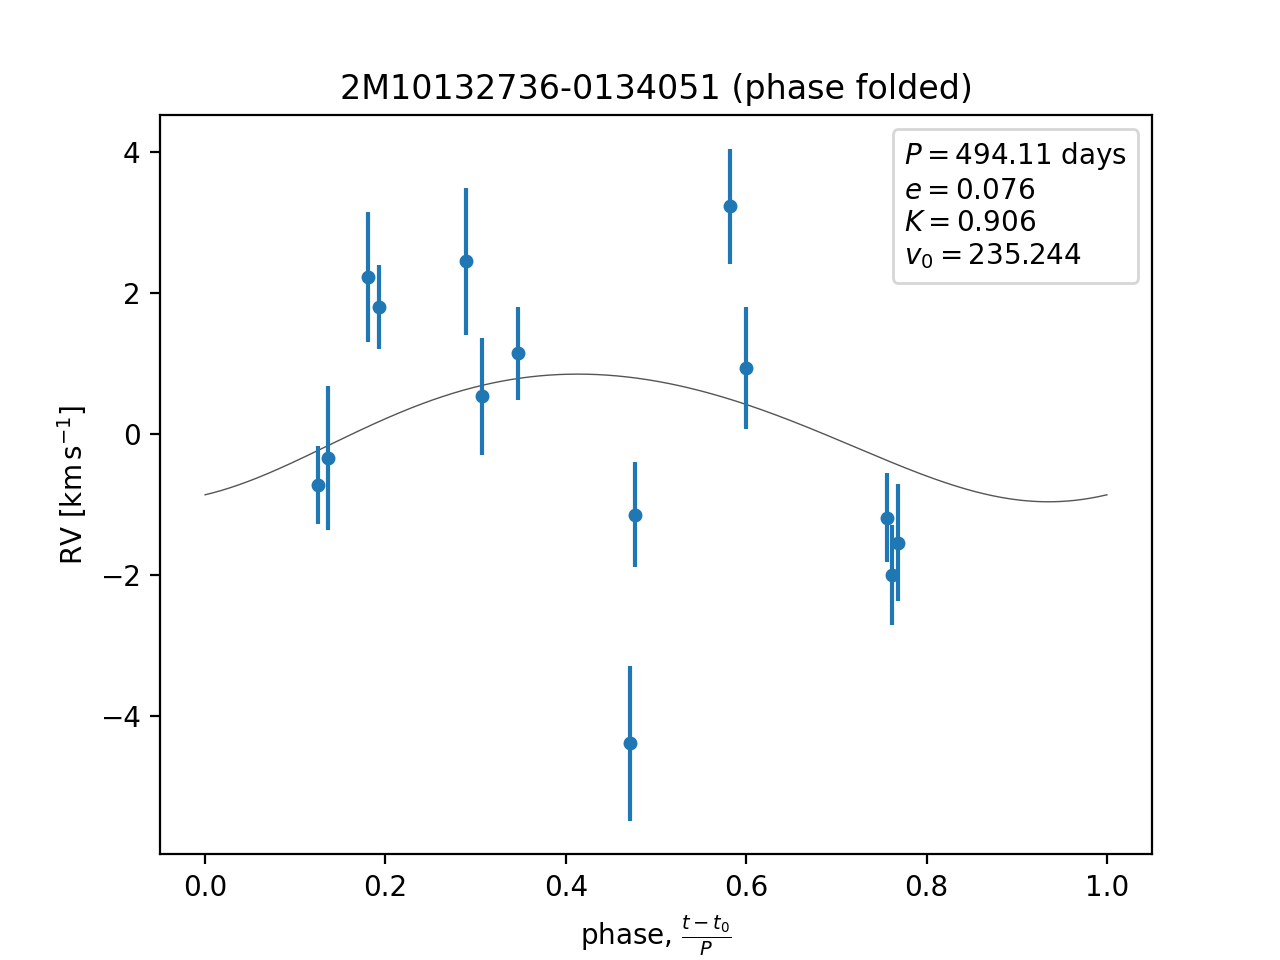 2M10132736-0134051 (phase folded)
P = 494.11 days
e = 0.076
K = 0.906
v₀ = 235.244
4
2
0
−2
−4
RV [km s⁻¹]
0.0 0.2 0.4 0.6 0.8 1.0
phase, (t − t₀)/P